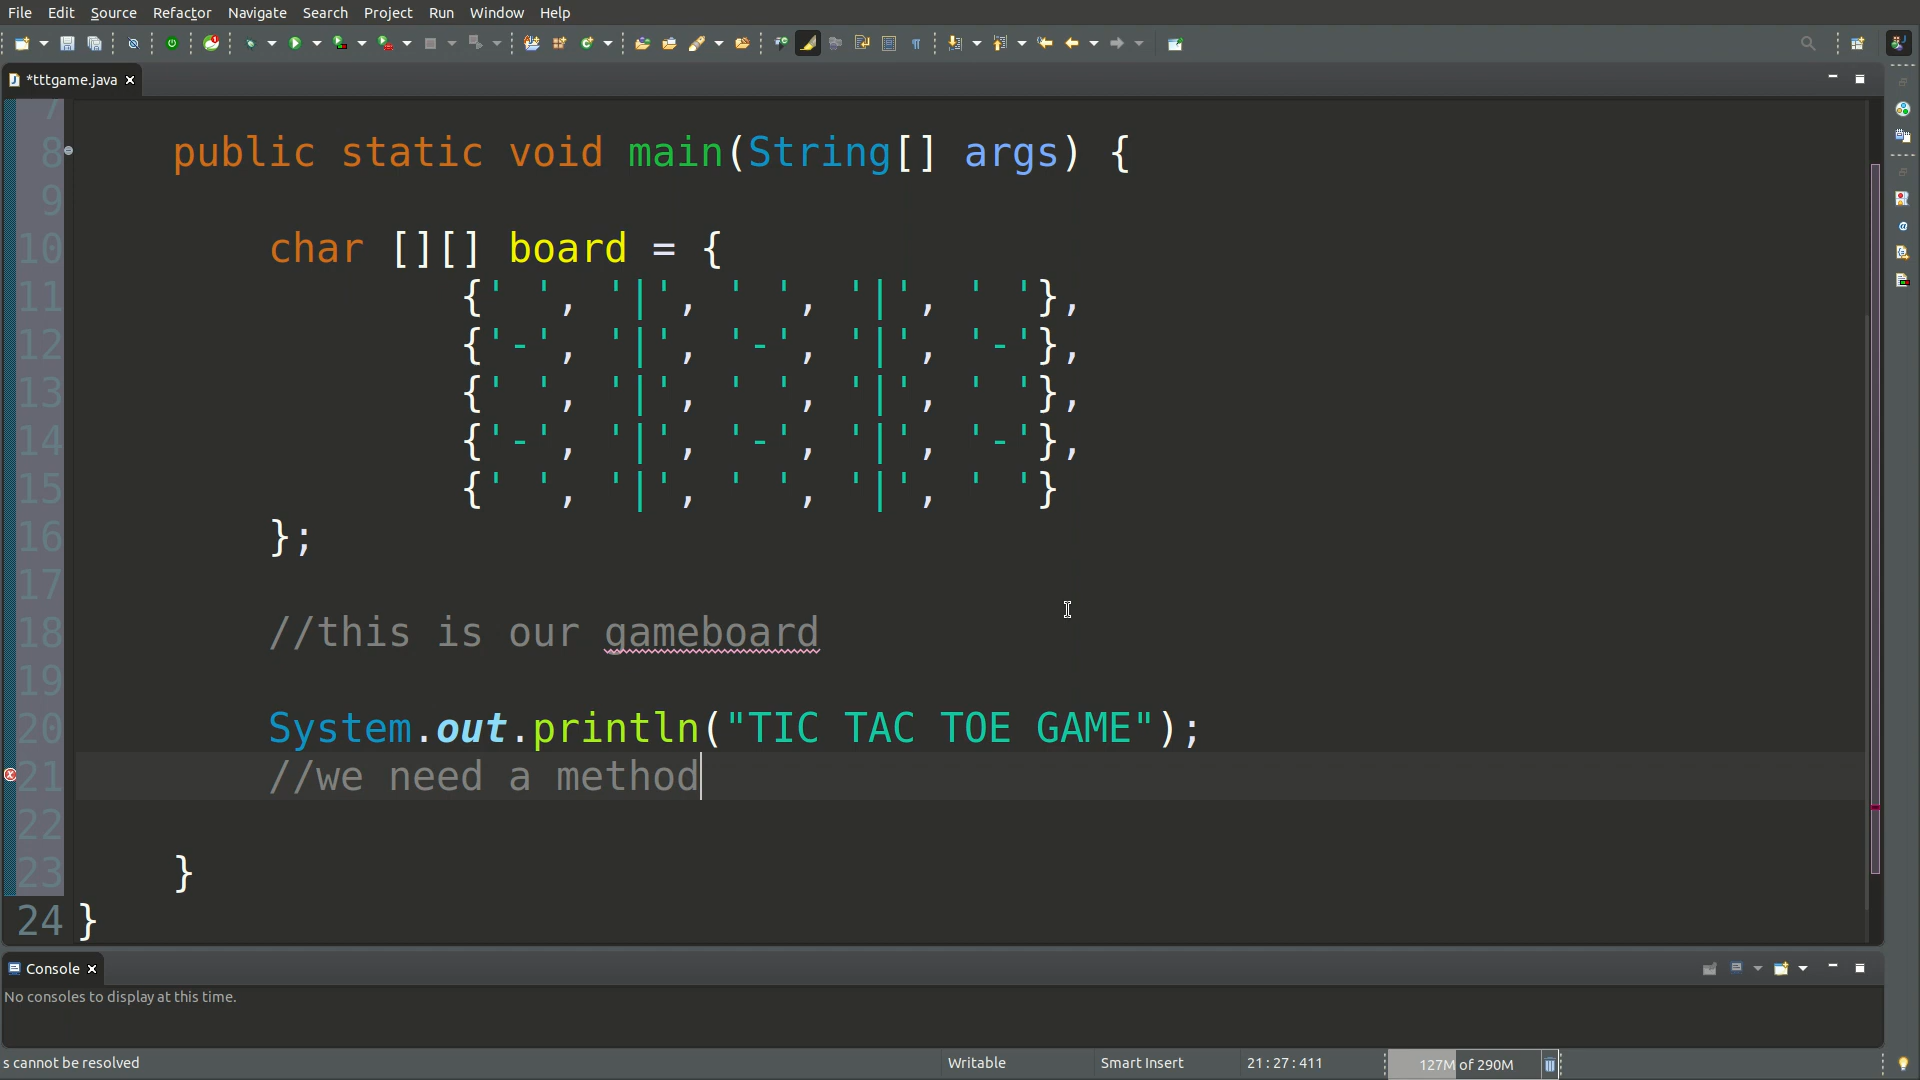 File Edit Source Refactor Navigate Search Project Run Window Help
*tttgame.java
7
8 public static void main(String[] args) {
9
10 char [][] board = {
11 {' ', '|', ' ', '|', ' '},
12 {'-', '|', '-', '|', '-'},
13 {' ', '|', ' ', '|', ' '},
14 {'-', '|', '-', '|', '-'},
15 {' ', '|', ' ', '|', ' '}
16 };
17
18 //this is our gameboard
19
20 System.out.println("TIC TAC TOE GAME");
21 //we need a method
22
23 }
24 }
Console
No consoles to display at this time.
s cannot be resolved Writable Smart Insert 21 : 27 : 411 127M of 290M